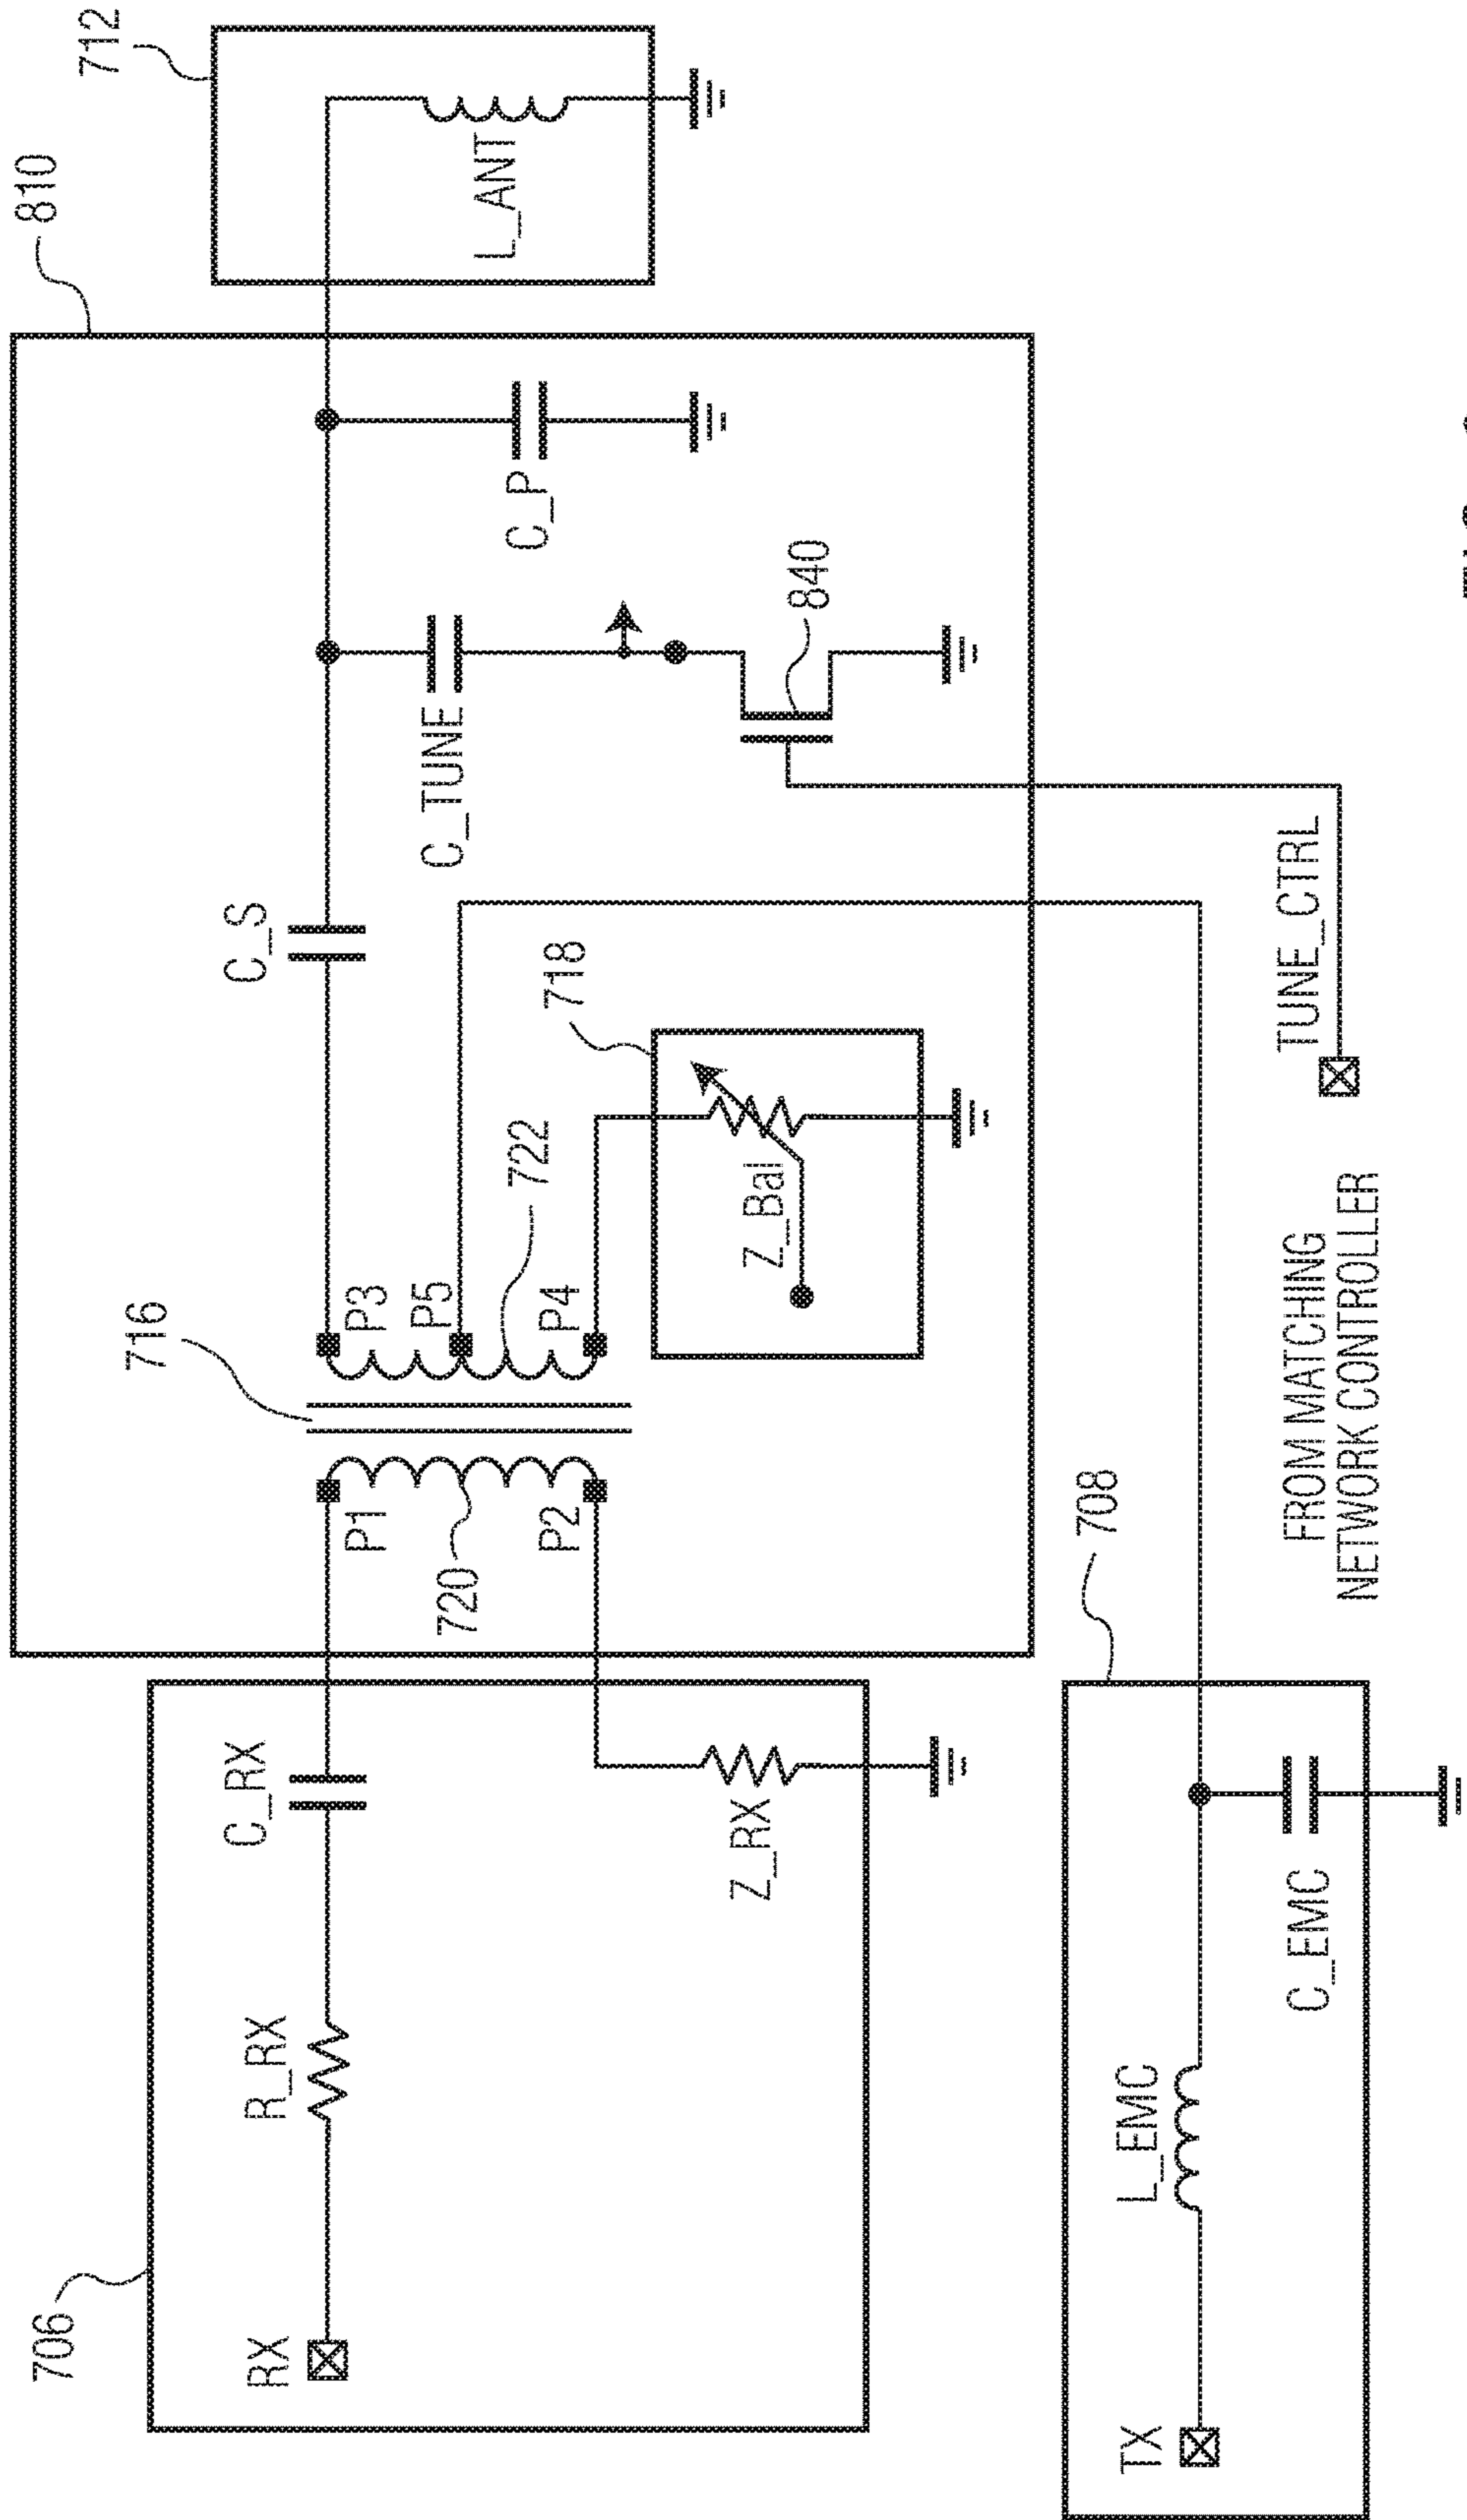 706
RX
R_RX
C_RX
Z_RX
716
P1
P2
720
P3
P5
P4
722
718
Z_Bal
C_S
C_TUNE
840
C_P
810
712
L_ANT
708
TX
L_EMC
C_EMC
FROM MATCHING
NETWORK CONTROLLER
TUNE_CTRL